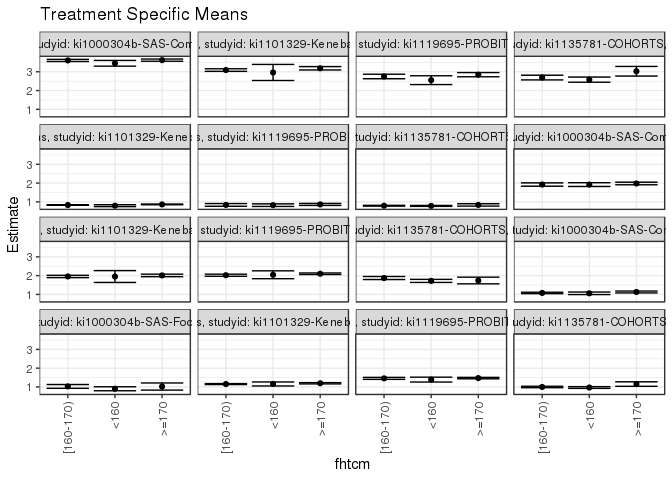 Treatment Specific Means
studyid: ki1000304b-SAS-Com
, studyid: ki1101329-Keneba
, studyid: ki1119695-PROBIT
studyid: ki1135781-COHORTS,
3
2
1
s, studyid: ki1101329-Keneb
s, studyid: ki1119695-PROBI
studyid: ki1135781-COHORTS
studyid: ki1000304b-SAS-Com
3
2
1
, studyid: ki1101329-Keneba
, studyid: ki1119695-PROBIT
studyid: ki1135781-COHORTS,
studyid: ki1000304b-SAS-Co
3
2
1
studyid: ki1000304b-SAS-Foo
s, studyid: ki1101329-Keneb
, studyid: ki1119695-PROBIT
udyid: ki1135781-COHORTS
3
2
1
[160-170)
<160
>=170
[160-170)
<160
>=170
[160-170)
<160
>=170
[160-170)
<160
>=170
Estimate
fhtcm